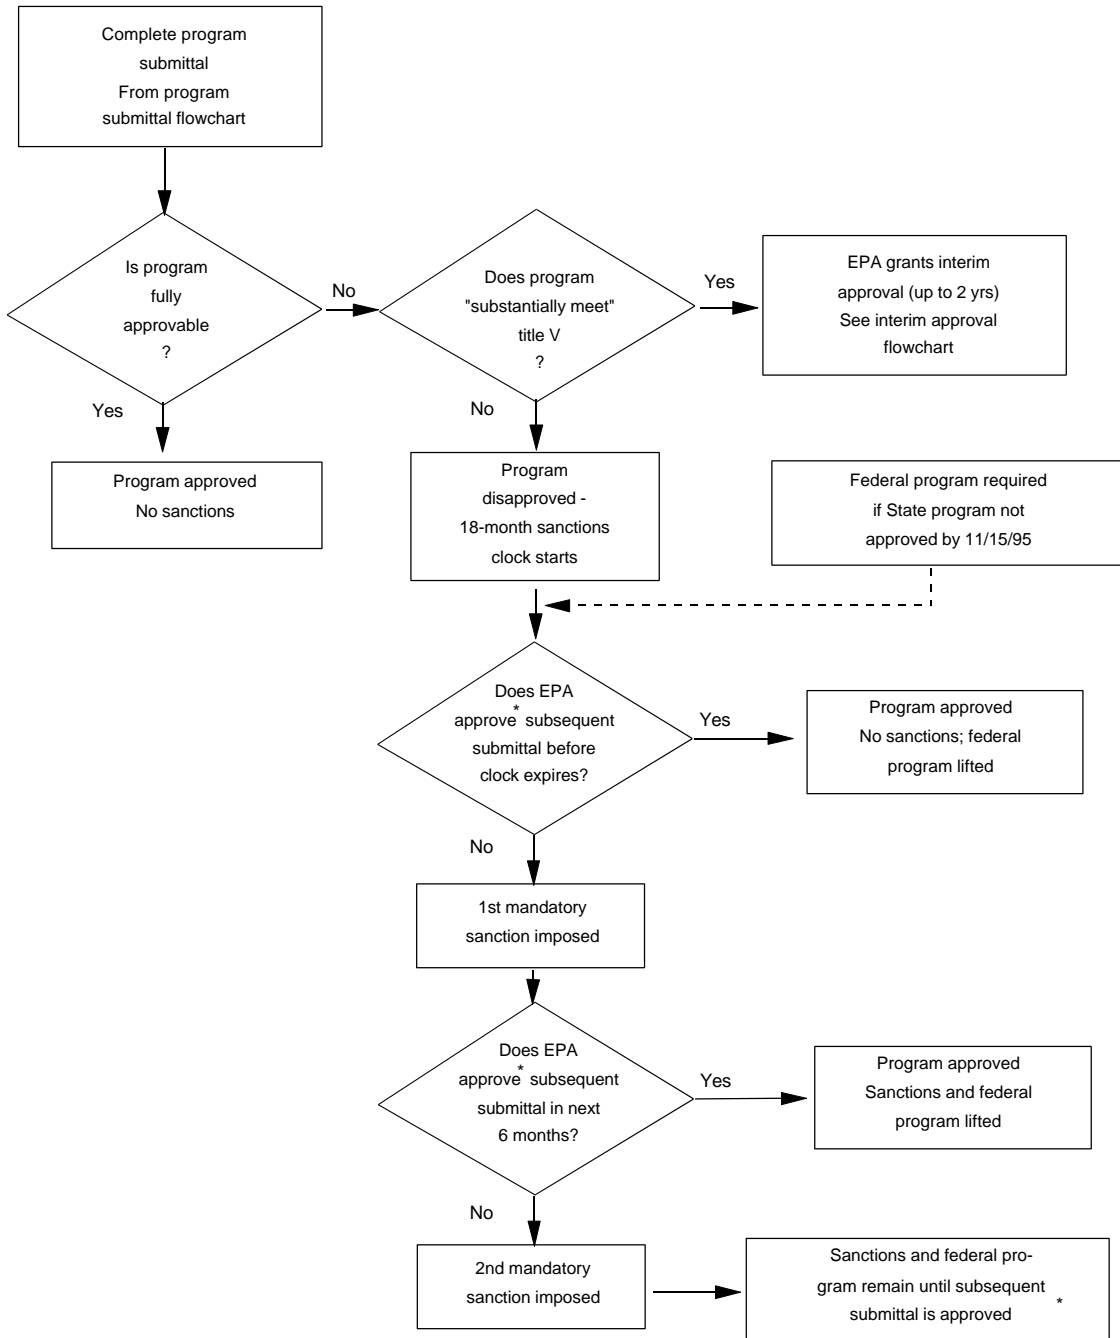 Complete program
submittal
From program
submittal flowchart
Is program
fully
approvable
?
No
Does program
"substantially meet"
title V
?
Yes
EPA grants interim
approval (up to 2 yrs)
See interim approval
flowchart
Yes
Program approved
No sanctions
No
Program
disapproved -
18-month sanctions
clock starts
Federal program required
if State program not
approved by 11/15/95
Does EPA
approve* subsequent
submittal before
clock expires?
Yes
Program approved
No sanctions; federal
program lifted
No
1st mandatory
sanction imposed
Does EPA
approve* subsequent
submittal in next
6 months?
Yes
Program approved
Sanctions and federal
program lifted
No
2nd mandatory
sanction imposed
Sanctions and federal pro-
gram remain until subsequent
submittal is approved *